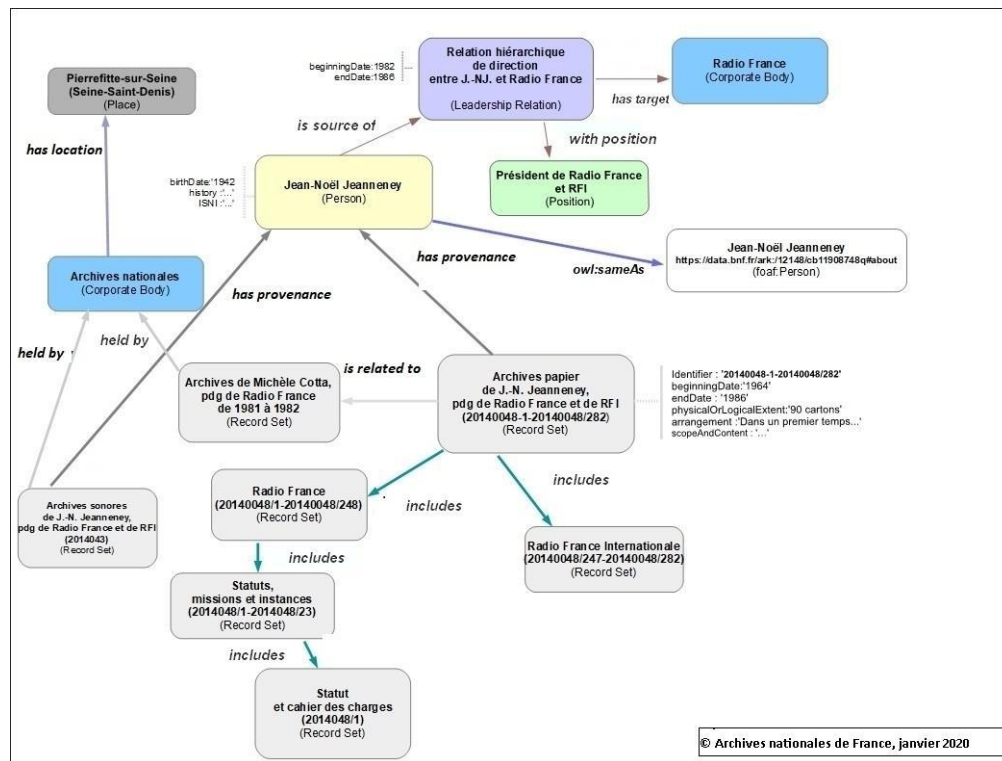 Relation hiérarchique
de direction
entre J.-NJ. et Radio France
(Leadership Relation)
beginningDate:1982
endDate:1986
Radio France
(Corporate Body)
has target
Pierrefitte-sur-Seine
(Seine-Saint-Denis)
(Place)
is source of
with position
has location
Président de Radio France
et RFI
(Position)
birthDate:'1942
history :'...'
ISNI :'...'
Jean-Noël Jeanneney
(Person)
Jean-Noël Jeanneney
https://data.bnf.fr/ark:/12148/cb11908748q#about
(foaf:Person)
owl:sameAs
has provenance
has provenance
Archives nationales
(Corporate Body)
held by
held by
is related to
Archives de Michèle Cotta,
pdg de Radio France
de 1981 à 1982
(Record Set)
Archives papier
de J.-N. Jeanneney,
pdg de Radio France et de RFI
(20140048-1-20140048/282)
(Record Set)
Identifier : '20140048-1-20140048/282'
beginningDate:'1964'
endDate : '1986'
physicalOrLogicalExtent:'90 cartons'
arrangement :'Dans un premier temps...'
scopeAndContent : '...'
Archives sonores
de J.-N. Jeanneney,
pdg de Radio France et de RFI
(2014043)
(Record Set)
Radio France
(20140048/1-20140048/248)
(Record Set)
includes
includes
Radio France Internationale
(20140048/247-20140048/282)
(Record Set)
includes
Statuts,
missions et instances
(2014048/1-2014048/23)
(Record Set)
includes
Statut
et cahier des charges
(2014048/1)
(Record Set)
© Archives nationales de France, janvier 2020